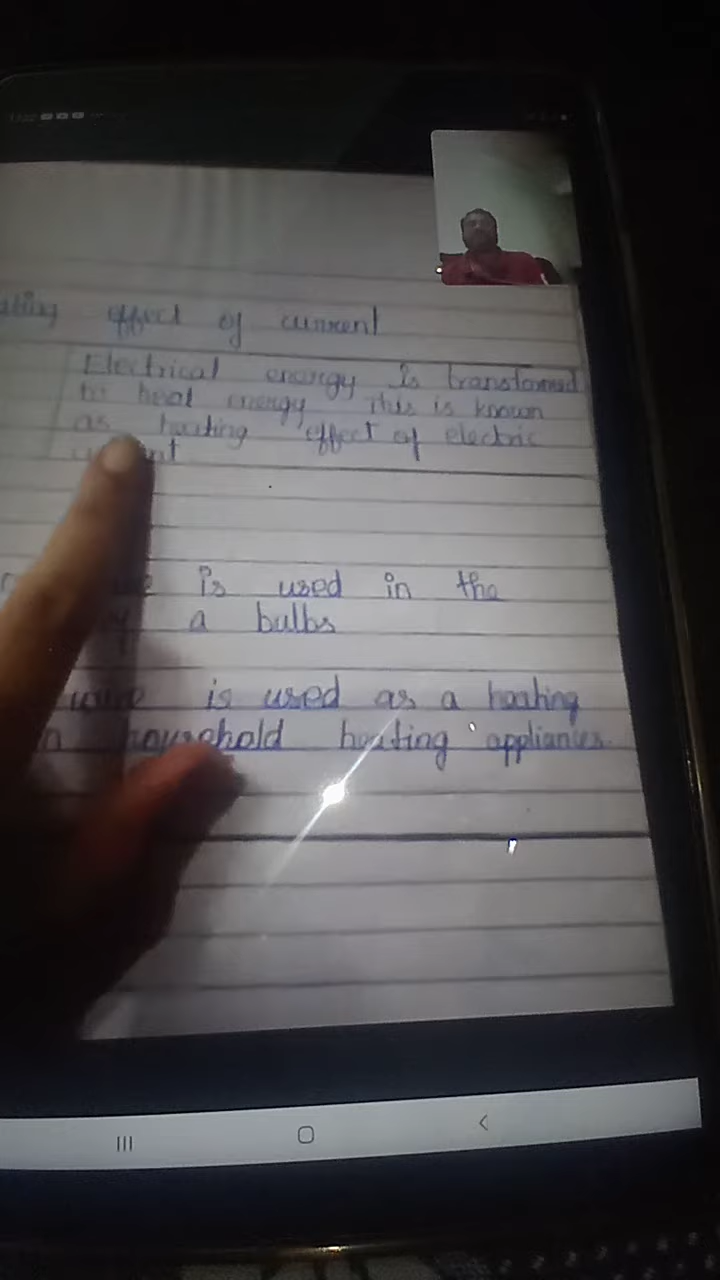 effect of current
Electrical energy is transformed
to heat energy This is known
as heating effect of electric
is used in the
a bulbs
wire is used as a heating
household heating appliances.